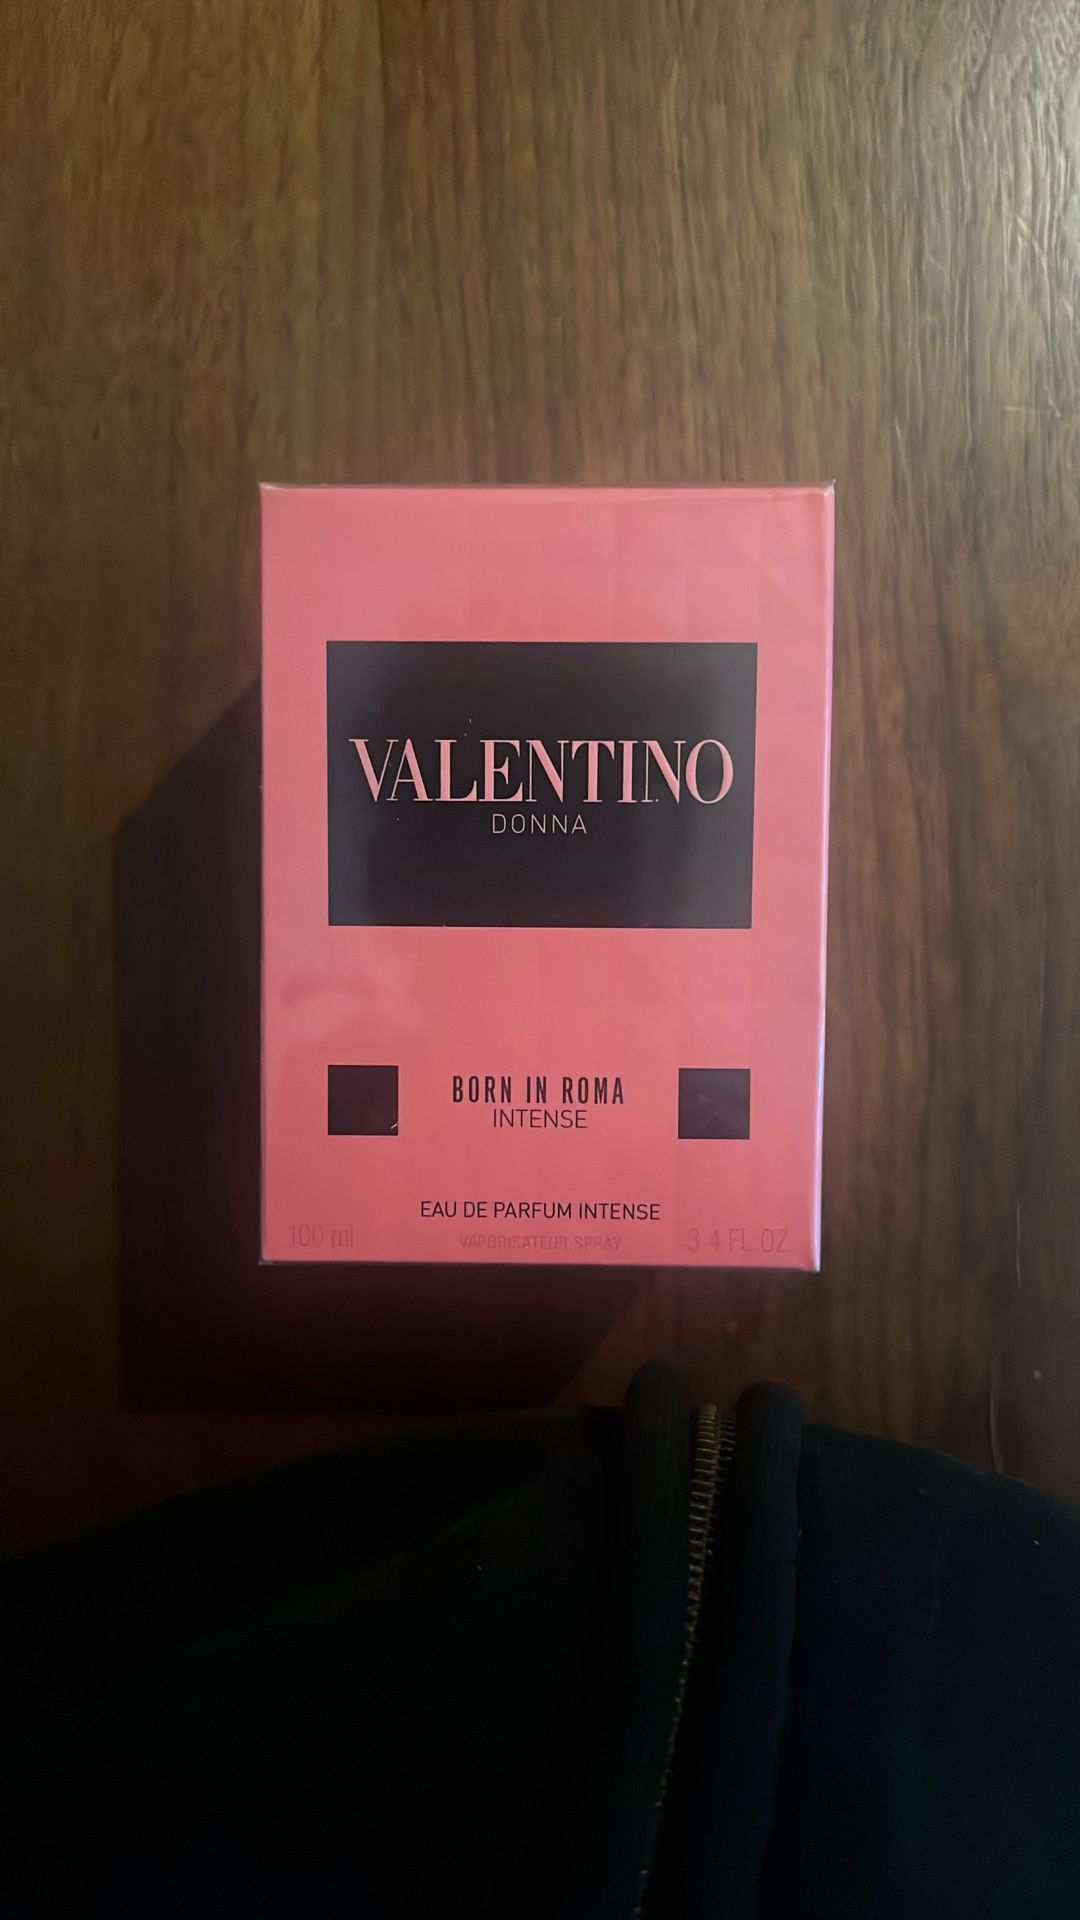 VALENTINO
DONNA
BORN IN ROMA
INTENSE
EAU DE PARFUM INTENSE
100 ml VAPORISATEUR SPRAY 3 4 FL.OZ